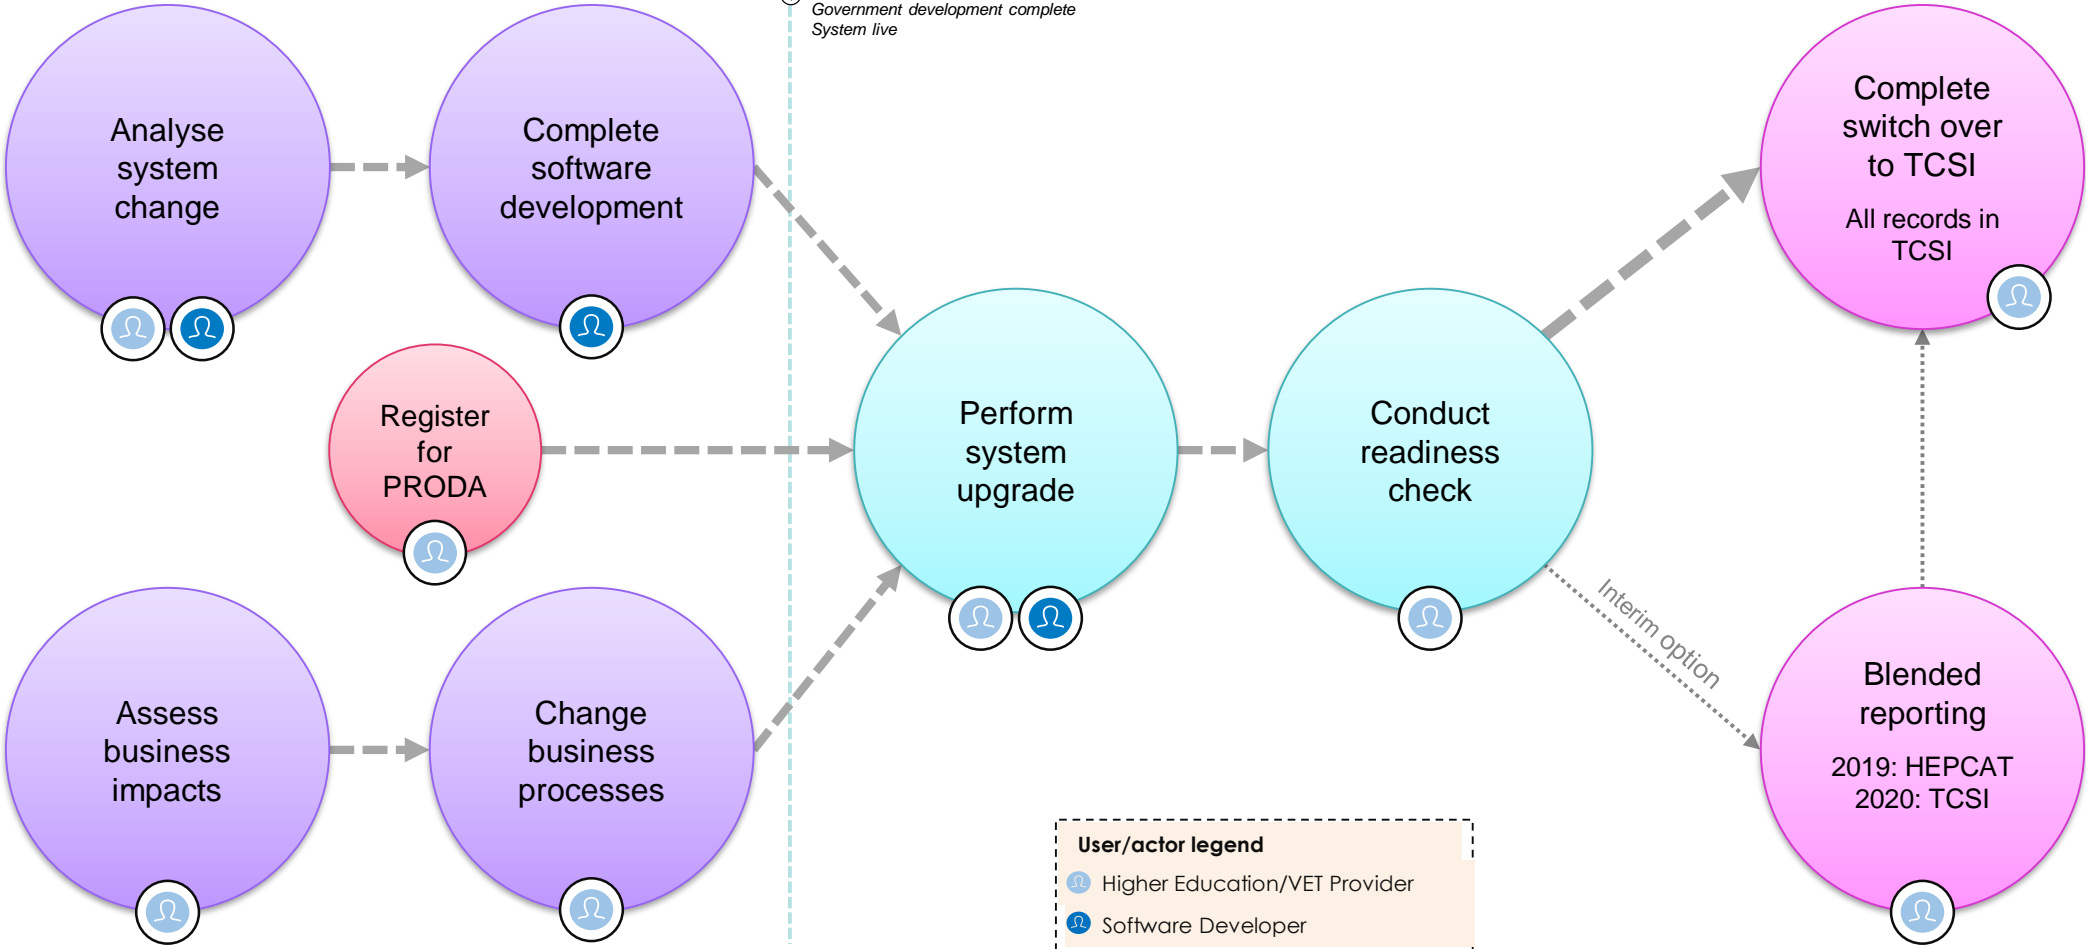 Government development complete
System live
Analyse
system
change
Complete
software
development
Complete
switch over
to TCSI
All records in
TCSI
Register
for
PRODA
Perform
system
upgrade
Conduct
readiness
check
Interim option
Assess
business
impacts
Change
business
processes
Blended
reporting
2019: HEPCAT
2020: TCSI
User/actor legend
Higher Education/VET Provider
Software Developer